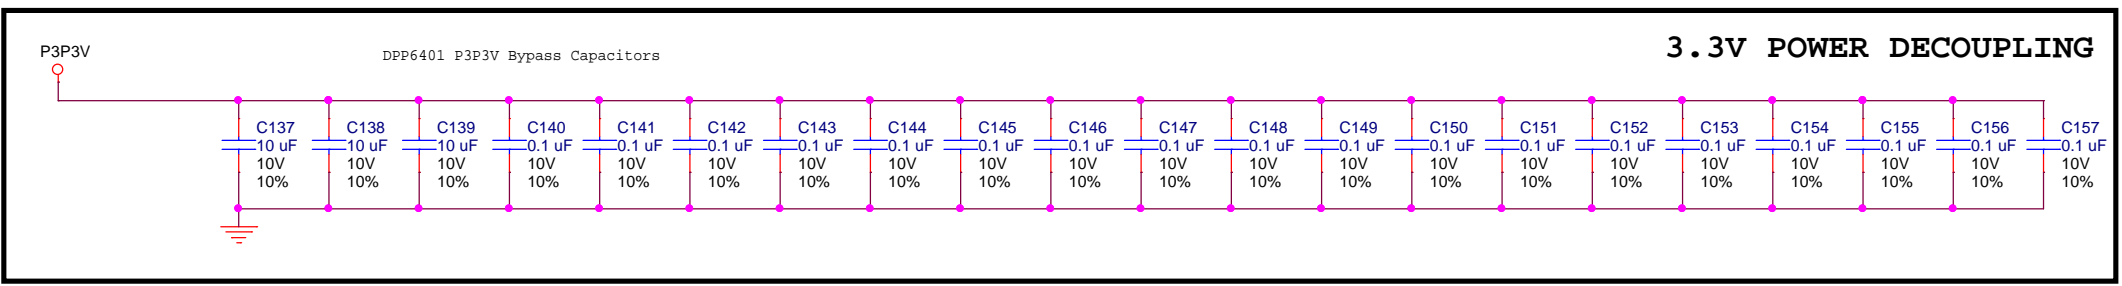 P3P3V
DPP6401 P3P3V Bypass Capacitors
3.3V POWER DECOUPLING
C137
10 uF
10V
10%
C138
10 uF
10V
10%
C139
10 uF
10V
10%
C140
0.1 uF
10V
10%
C141
0.1 uF
10V
10%
C142
0.1 uF
10V
10%
C143
0.1 uF
10V
10%
C144
0.1 uF
10V
10%
C145
0.1 uF
10V
10%
C146
0.1 uF
10V
10%
C147
0.1 uF
10V
10%
C148
0.1 uF
10V
10%
C149
0.1 uF
10V
10%
C150
0.1 uF
10V
10%
C151
0.1 uF
10V
10%
C152
0.1 uF
10V
10%
C153
0.1 uF
10V
10%
C154
0.1 uF
10V
10%
C155
0.1 uF
10V
10%
C156
0.1 uF
10V
10%
C157
0.1 uF
10V
10%